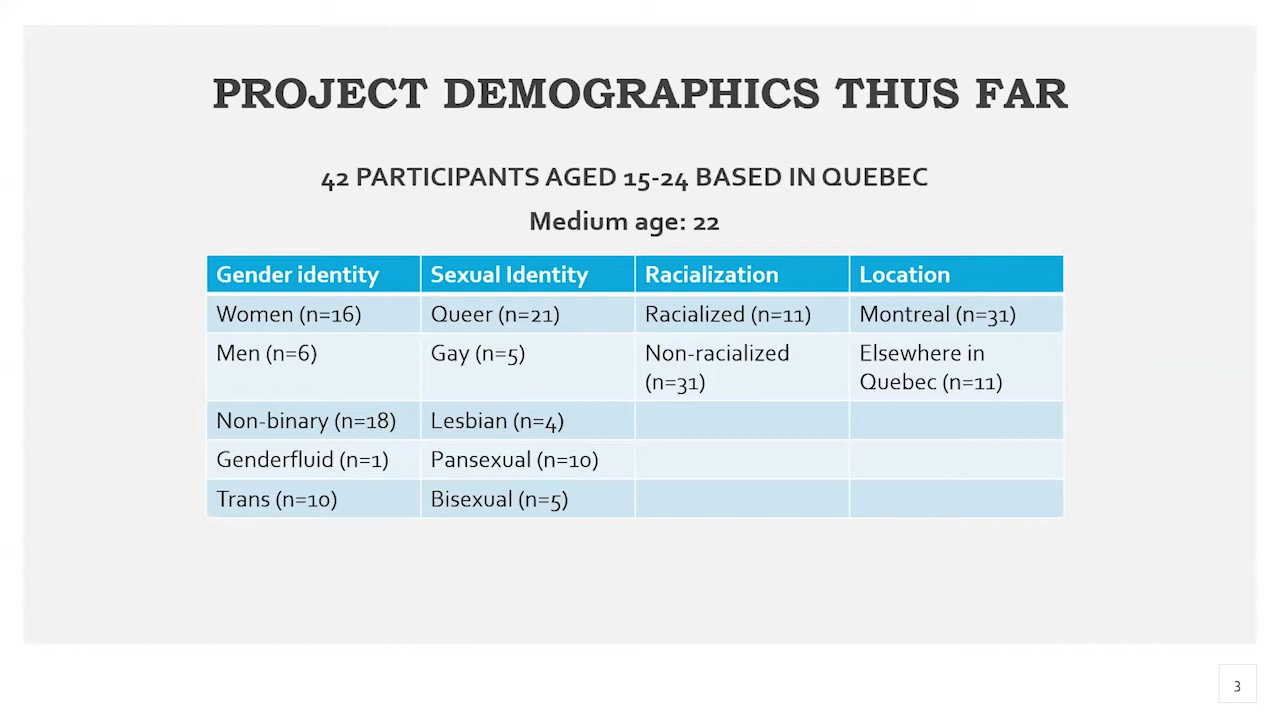 PROJECT DEMOGRAPHICS THUS FAR
42 PARTICIPANTS AGED 15-24 BASED IN QUEBEC
Medium age: 22
Gender identity Sexual Identity Racialization Location
Women (n=16) Queer (n=21) Racialized (n=11) Montreal (n=31)
Men (n=6) Gay (n=5) Non-racialized Elsewhere in
(n=31) Quebec (n=11)
Non-binary (n=18) Lesbian (n=4)
Genderfluid (n=1) Pansexual (n=10)
Trans (n=10) Bisexual (n=5)
3